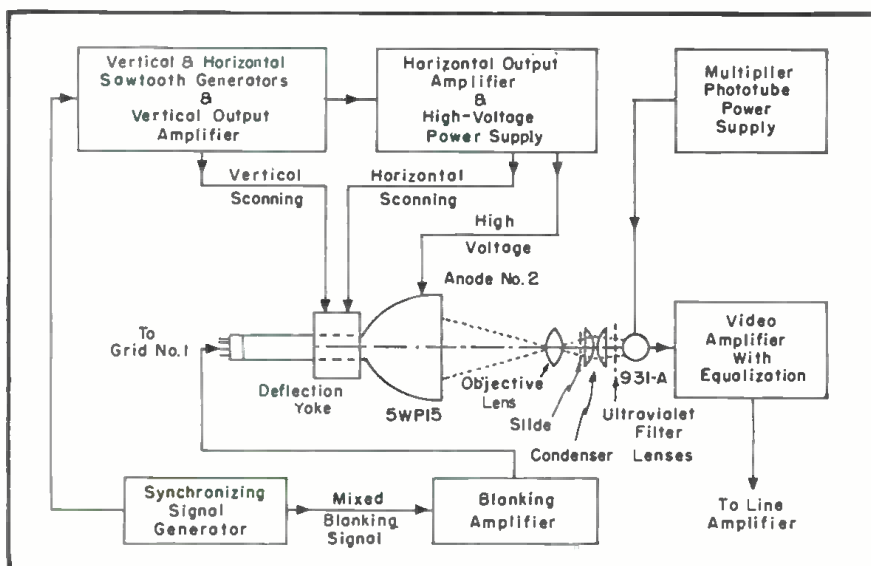 Vertical & Horizontal
Sawtooth Generators
&
Vertical Output
Amplifier
Horizontal Output
Amplifier
&
High-Voltage
Power Supply
Multiplier
Phototube
Power
Supply
Vertical
Scanning
Horizontal
Scanning
High
Voltage
Anode No. 2
To
Grid No. 1
Deflection
Yoke
5WP15
Objective
Lens
Slide
Condenser
931-A
Ultraviolet
Filter
Lenses
Video
Amplifier
With
Equalization
Synchronizing
Signal
Generator
Mixed
Blanking
Signal
Blanking
Amplifier
To Line
Amplifier